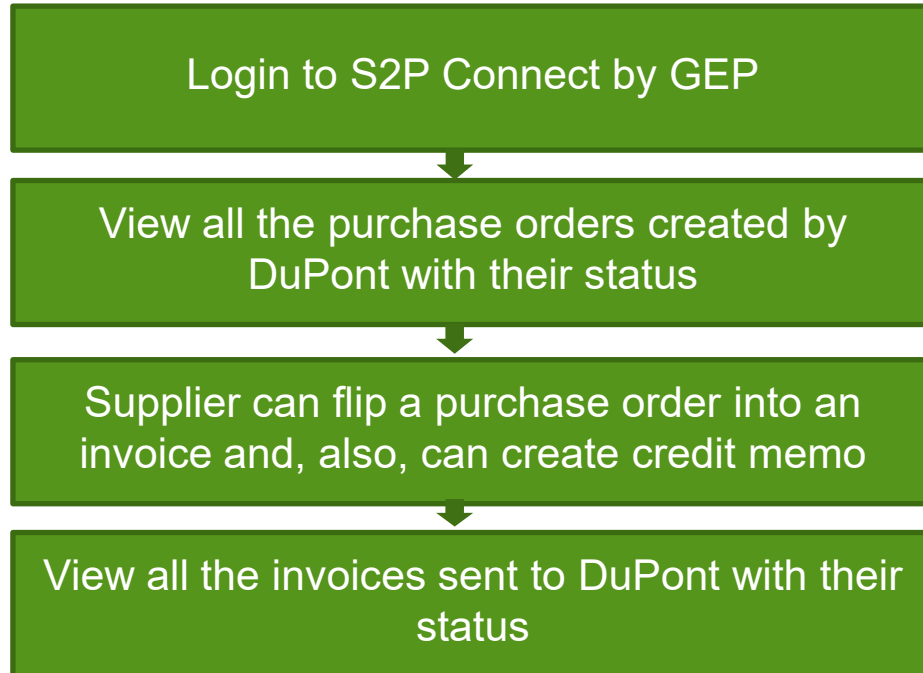 Login to S2P Connect by GEP
View all the purchase orders created by
DuPont with their status
Supplier can flip a purchase order into an
invoice and, also, can create credit memo
View all the invoices sent to DuPont with their
status